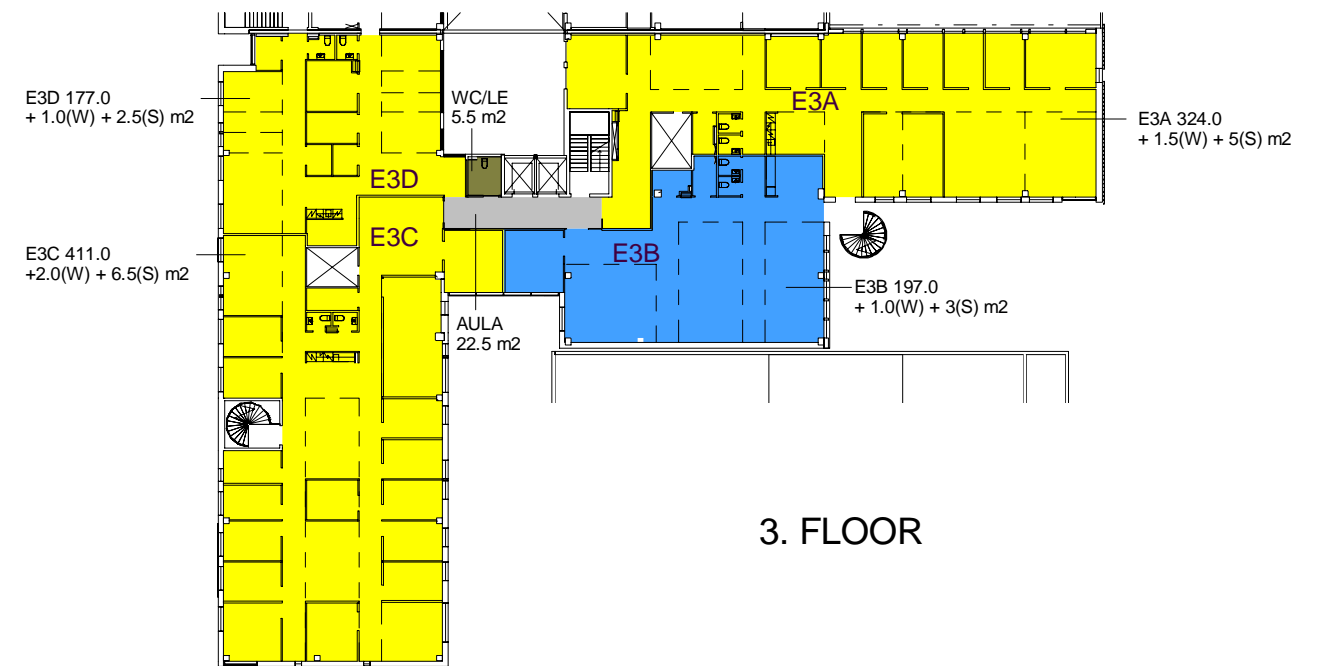 E3D 177.0
+ 1.0(W) + 2.5(S) m2
WC/LE
5.5 m2
E3A
E3A 324.0
+ 1.5(W) + 5(S) m2
E3D
E3C
E3B
E3C 411.0
+2.0(W) + 6.5(S) m2
E3B 197.0
+ 1.0(W) + 3(S) m2
AULA
22.5 m2
3. FLOOR